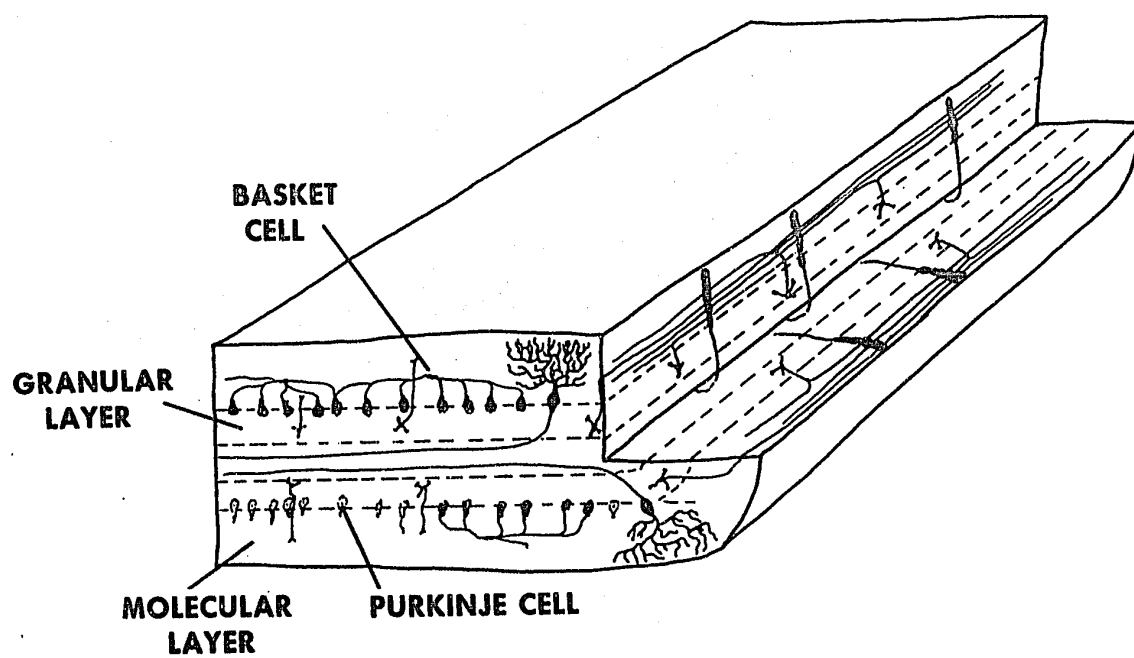 BASKET
CELL
GRANULAR
LAYER
MOLECULAR
LAYER
PURKINJE CELL